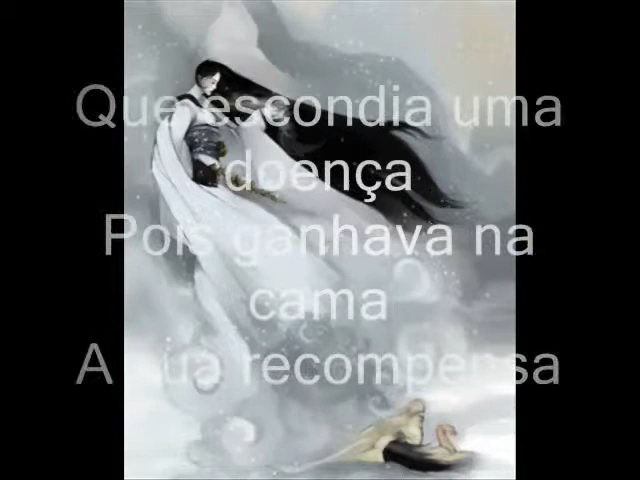 Que escondia uma
doença
Pois ganhava na
cama
A sua recompensa